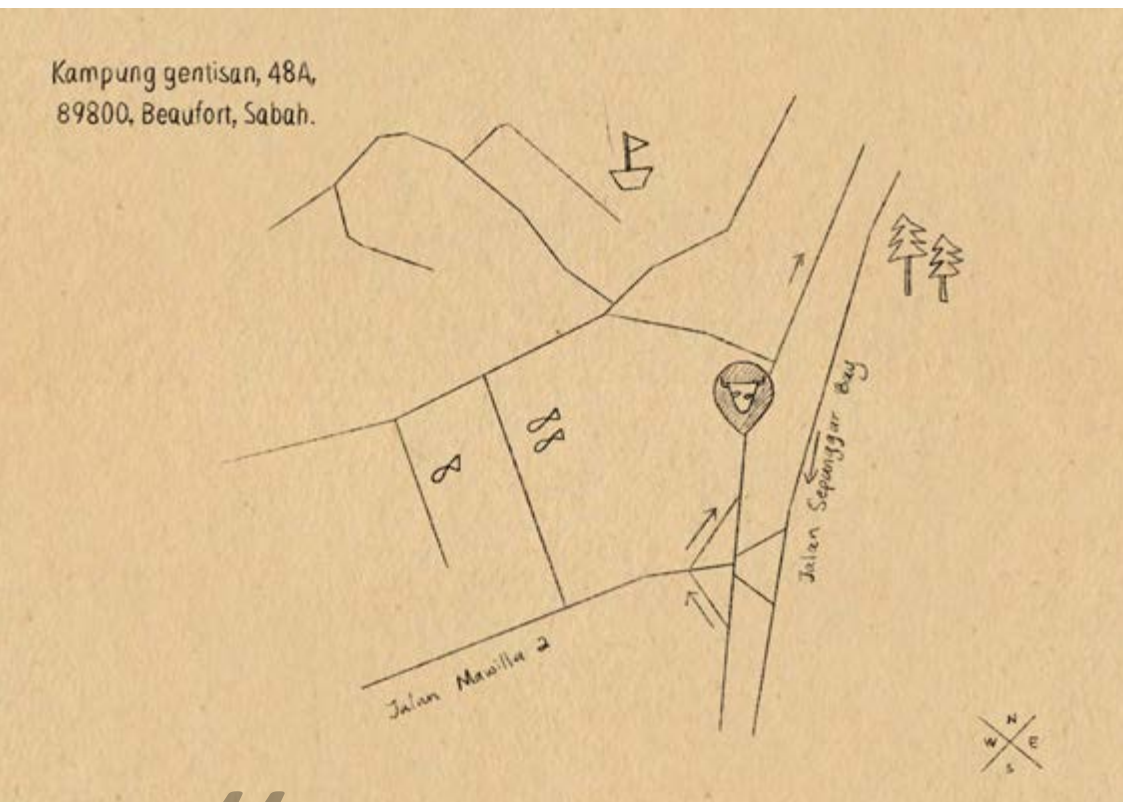 Kampung gentisan, 48A,
89800, Beaufort, Sabah.
Jalan Sepanggar Bay
Jalan Mawilla 2
N
W E
S